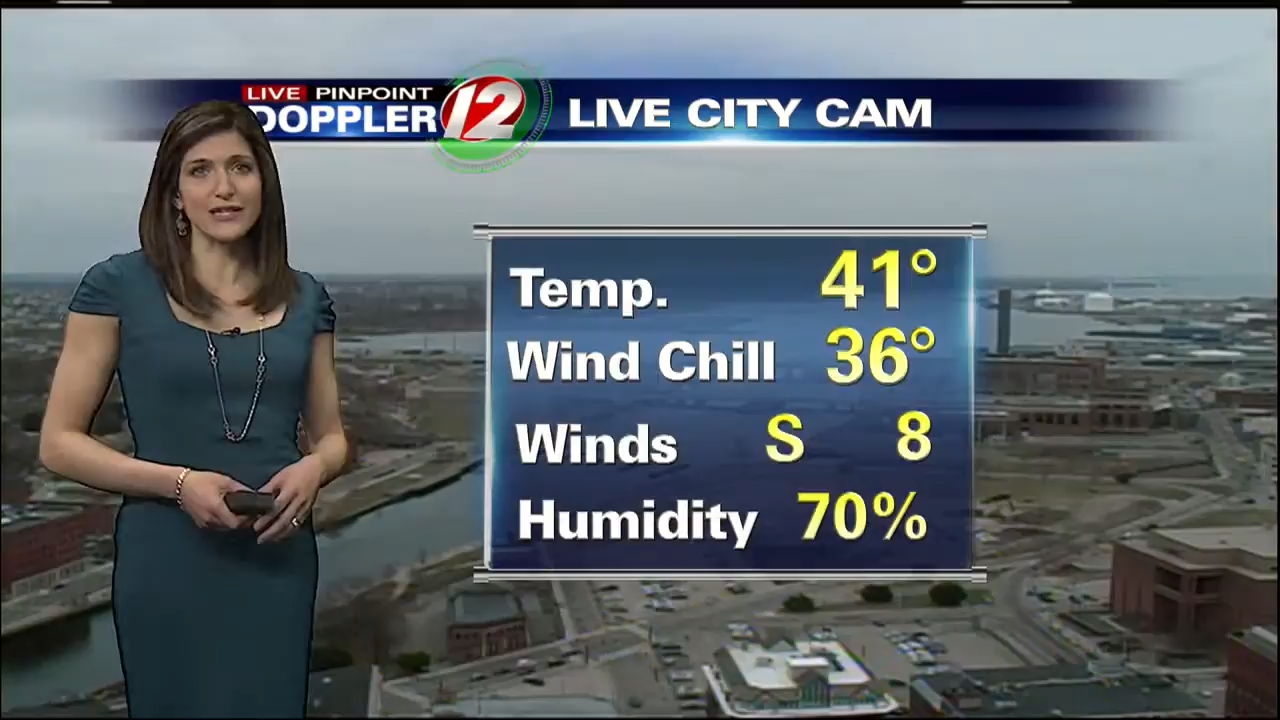 LIVE PINPOINT
DOPPLER 12
LIVE CITY CAM
Temp. 41°
Wind Chill 36°
Winds S 8
Humidity 70%